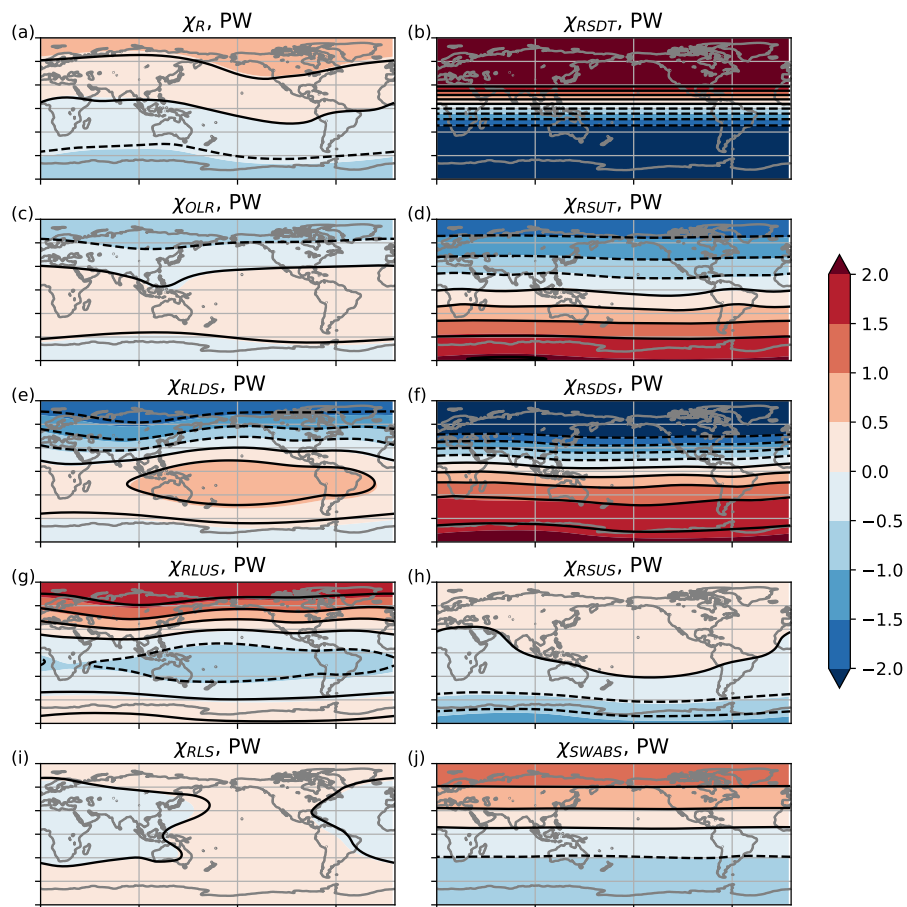 (a) χR, PW
(b) χRSDT, PW
(c) χOLR, PW
(d) χRSUT, PW
(e) χRLDS, PW
(f) χRSDS, PW
(g) χRLUS, PW
(h) χRSUS, PW
(i) χRLS, PW
(j) χSWABS, PW
2.0
1.5
1.0
0.5
0.0
−0.5
−1.0
−1.5
−2.0